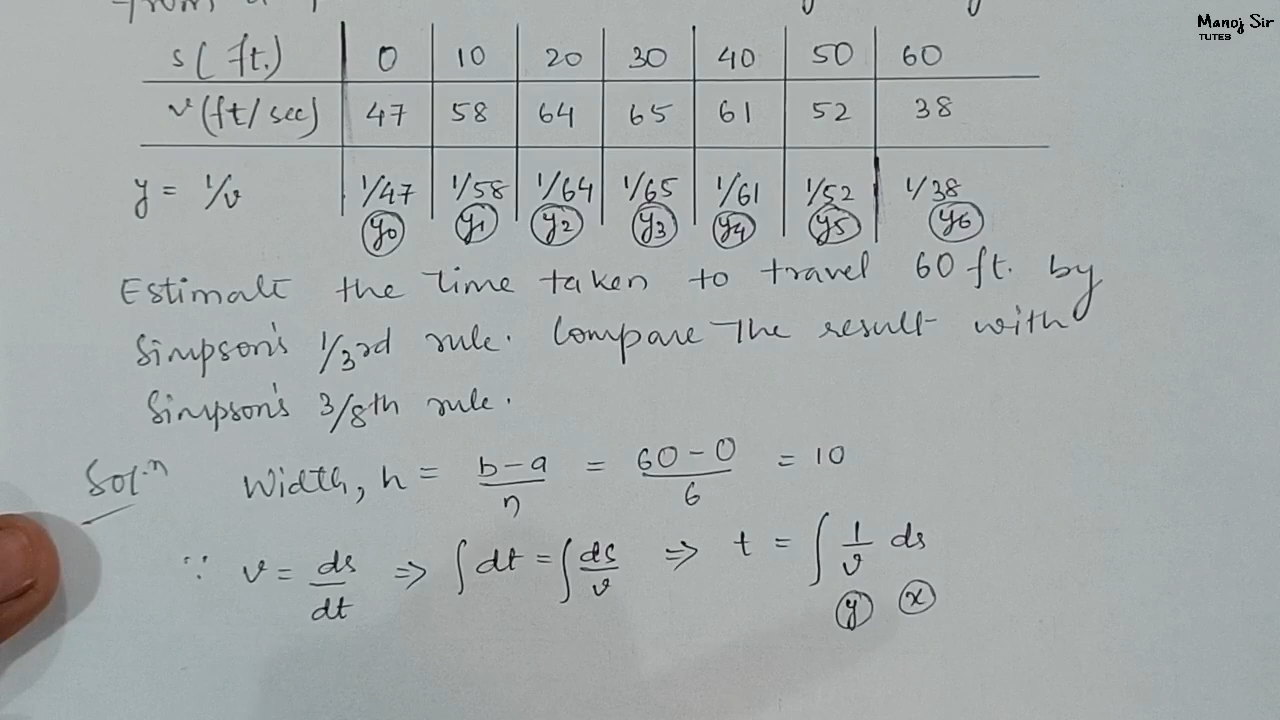 Manoj Sir
TUTES
from a
s (ft.) 0 10 20 30 40 50 60
v (ft/sec) 47 58 64 65 61 52 38
y = 1/v 1/47 1/58 1/64 1/65 1/61 1/52 1/38
y0 y1 y2 y3 y4 y5 y6
Estimate the time taken to travel 60 ft. by
Simpson's 1/3rd rule. Compare the result with
Simpson's 3/8th rule.
Sol.n Width, h = b-a/n = 60-0/6 = 10
∵ v = ds/dt ⇒ ∫dt = ∫ds/v ⇒ t = ∫ 1/v ds
y x